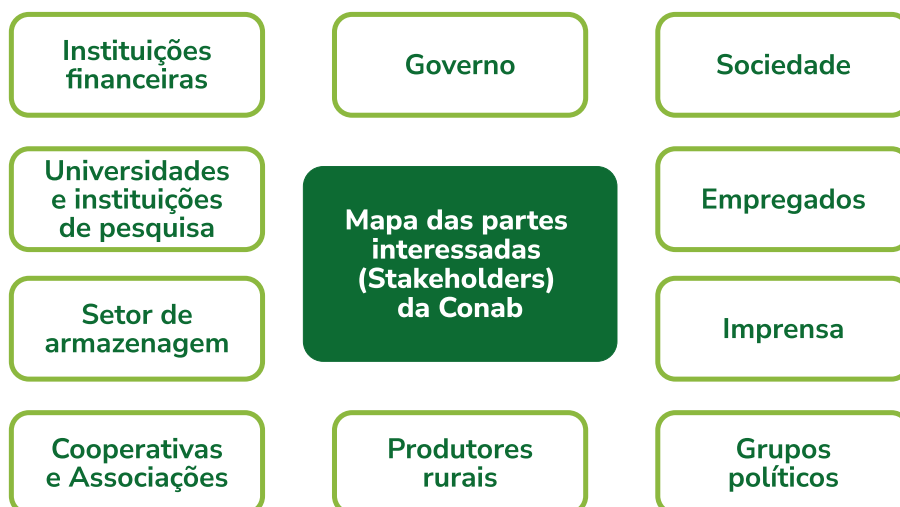 Instituições
financeiras
Governo
Sociedade
Universidades
e instituições
de pesquisa
Mapa das partes
interessadas
(Stakeholders)
da Conab
Empregados
Setor de
armazenagem
Imprensa
Cooperativas
e Associações
Produtores
rurais
Grupos
políticos